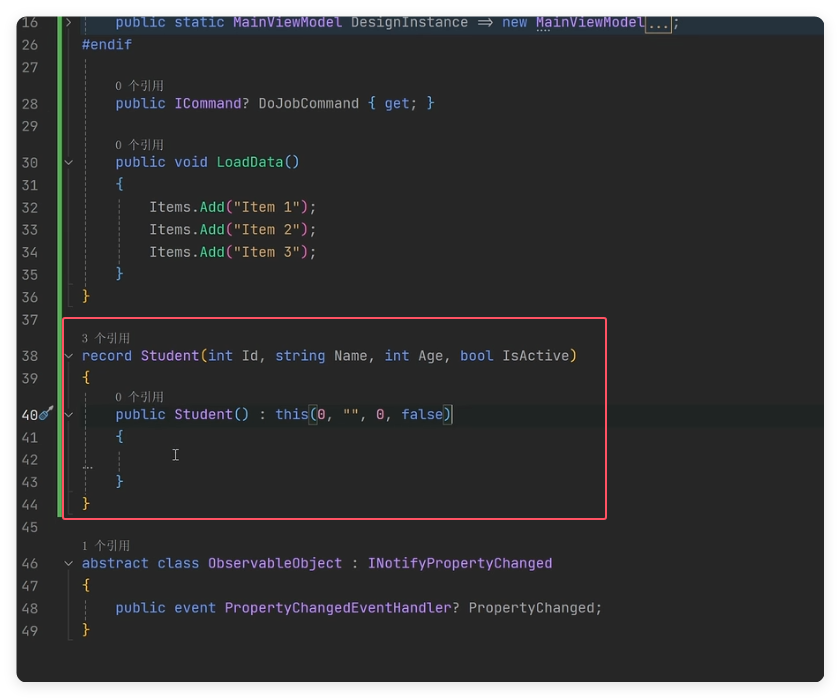 16 public static MainViewModel DesignInstance => new MainViewModel...;
26 #endif
27
0 个引用
28 public ICommand? DoJobCommand { get; }
29
0 个引用
30 public void LoadData()
31 {
32 Items.Add("Item 1");
33 Items.Add("Item 2");
34 Items.Add("Item 3");
35 }
36 }
37
3 个引用
38 record Student(int Id, string Name, int Age, bool IsActive)
39 {
0 个引用
40 public Student() : this(0, "", 0, false)
41 {
42
43 }
44 }
45
1 个引用
46 abstract class ObservableObject : INotifyPropertyChanged
47 {
48 public event PropertyChangedEventHandler? PropertyChanged;
49 }